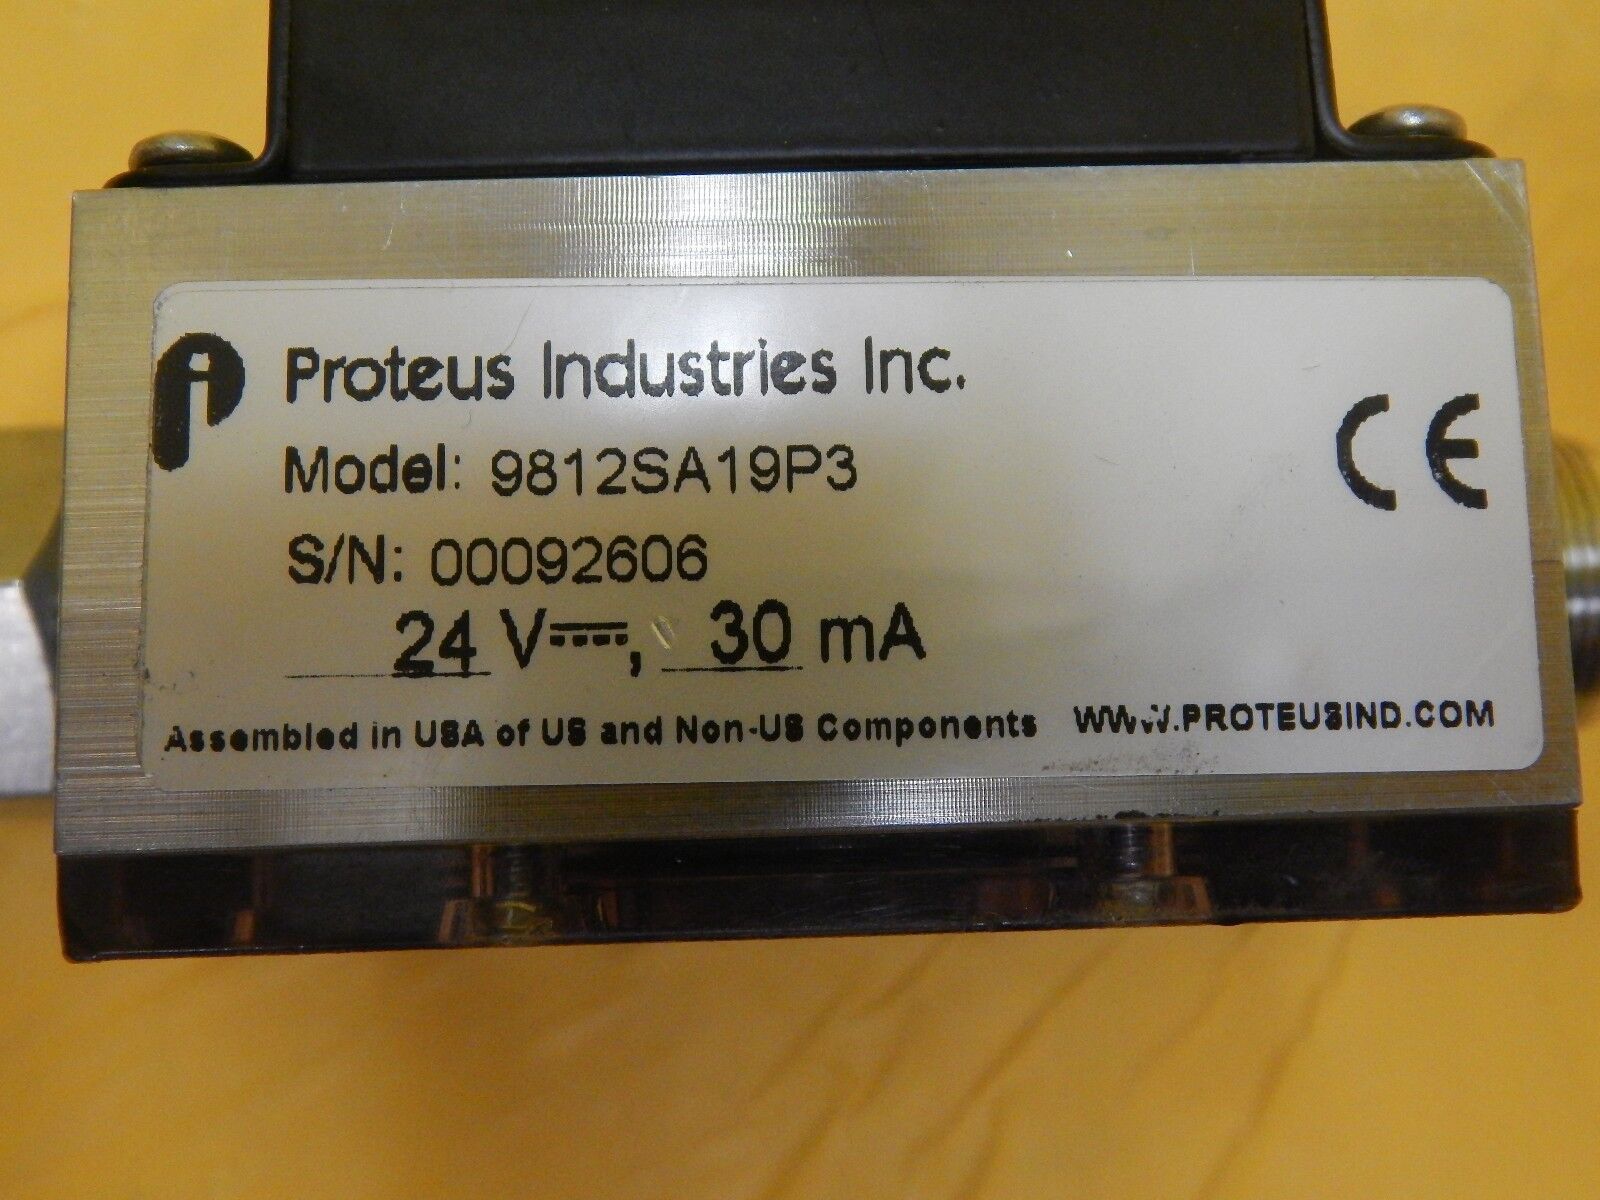 Proteus Industries Inc.
Model: 9812SA19P3
S/N: 00092606
24 V⎓, 30 mA
Assembled in USA of US and Non-US Components WWW.PROTEUSIND.COM
CE